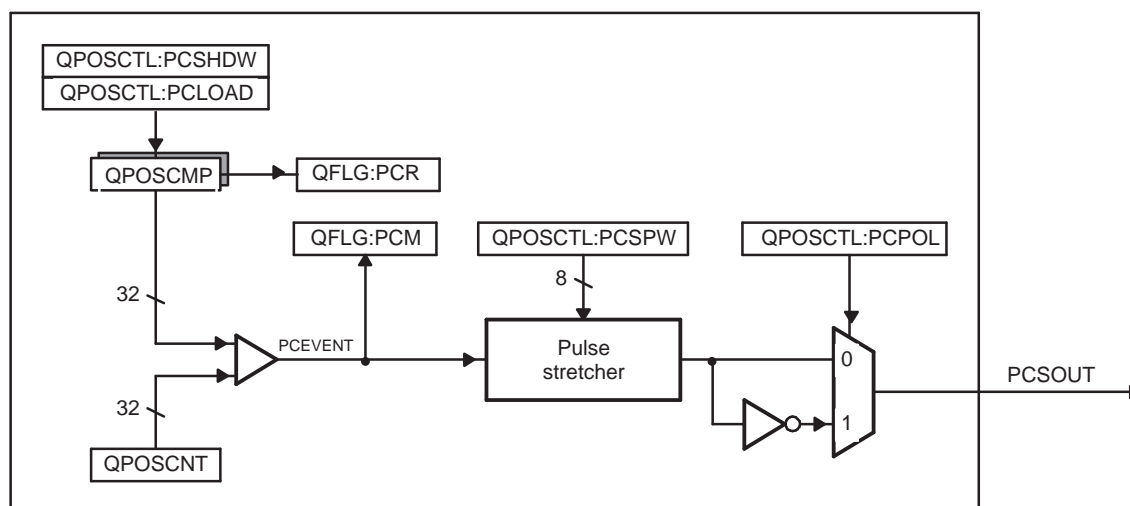 QPOSCTL:PCSHDW
QPOSCTL:PCLOAD
QPOSCMP
QFLG:PCR
QFLG:PCM
QPOSCTL:PCSPW
QPOSCTL:PCPOL
8
32
PCEVENT
Pulse
stretcher
0
PCSOUT
32
1
QPOSCNT